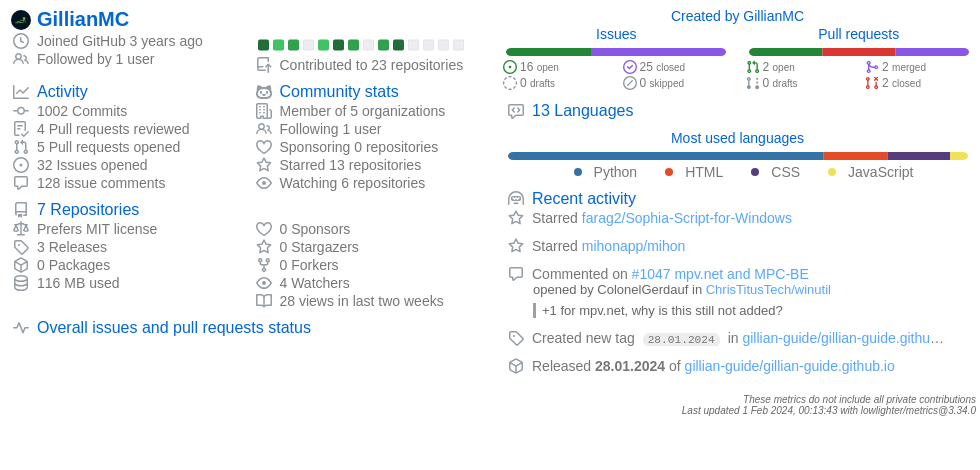 GillianMC
Joined GitHub 3 years ago
Followed by 1 user
Contributed to 23 repositories
Activity
1002 Commits
4 Pull requests reviewed
5 Pull requests opened
32 Issues opened
128 issue comments
Community stats
Member of 5 organizations
Following 1 user
Sponsoring 0 repositories
Starred 13 repositories
Watching 6 repositories
7 Repositories
Prefers MIT license
3 Releases
0 Packages
116 MB used
0 Sponsors
0 Stargazers
0 Forkers
4 Watchers
28 views in last two weeks
Overall issues and pull requests status
Created by GillianMC
Issues
16 open
25 closed
0 drafts
0 skipped
Pull requests
2 open
2 merged
0 drafts
2 closed
13 Languages
Most used languages
Python HTML CSS JavaScript
Recent activity
Starred farag2/Sophia-Script-for-Windows
Starred mihonapp/mihon
Commented on #1047 mpv.net and MPC-BE
opened by ColonelGerdauf in ChrisTitusTech/winutil
+1 for mpv.net, why is this still not added?
Created new tag 28.01.2024 in gillian-guide/gillian-guide.githu…
Released 28.01.2024 of gillian-guide/gillian-guide.github.io
These metrics do not include all private contributions
Last updated 1 Feb 2024, 00:13:43 with lowlighter/metrics@3.34.0